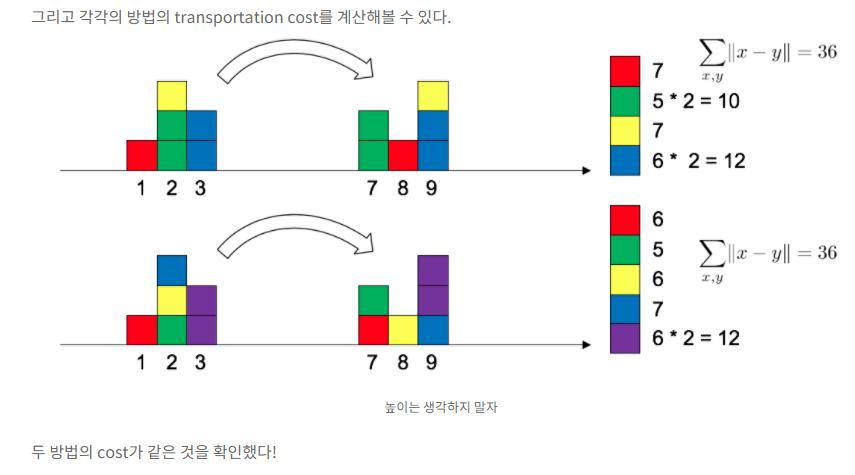 그리고 각각의 방법의 transportation cost를 계산해볼 수 있다.
7
5 * 2 = 10
7
6 * 2 = 12
∑||x − y|| = 36
x,y
1 2 3 7 8 9
6
5
6
7
6 * 2 = 12
∑||x − y|| = 36
x,y
1 2 3 7 8 9
높이는 생각하지 말자
두 방법의 cost가 같은 것을 확인했다!